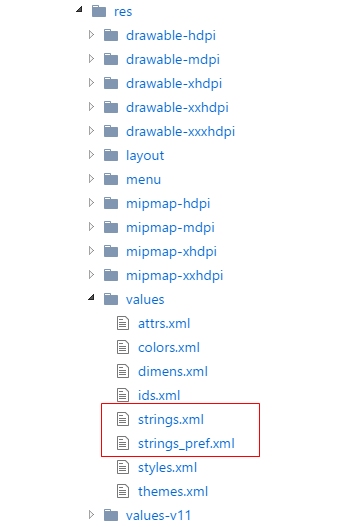 res
drawable-hdpi
drawable-mdpi
drawable-xhdpi
drawable-xxhdpi
drawable-xxxhdpi
layout
menu
mipmap-hdpi
mipmap-mdpi
mipmap-xhdpi
mipmap-xxhdpi
values
attrs.xml
colors.xml
dimens.xml
ids.xml
strings.xml
strings_pref.xml
styles.xml
themes.xml
values-v11